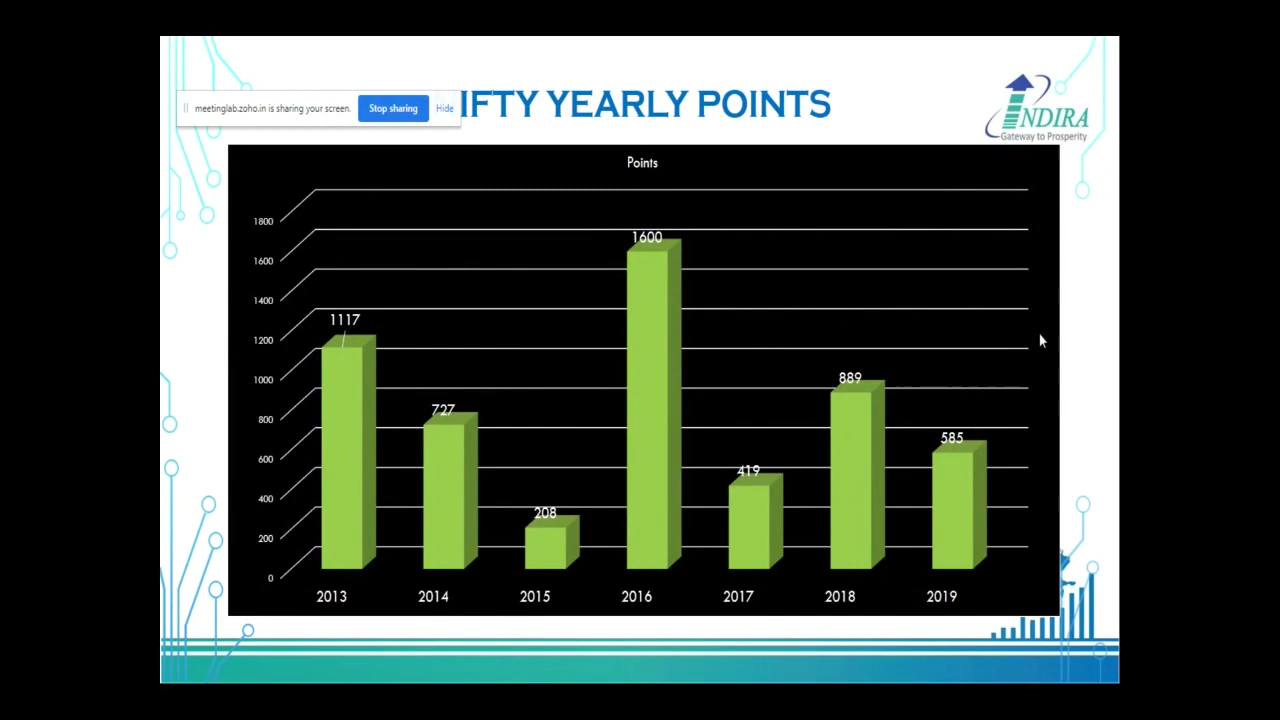 meetinglab.zoho.in is sharing your screen. Stop sharing Hide
IFTY YEARLY POINTS
INDIRA
Gateway to Prosperity
Points
1800
1600
1400
1200
1000
800
600
400
200
0
1117
727
208
1600
419
889
585
2013 2014 2015 2016 2017 2018 2019